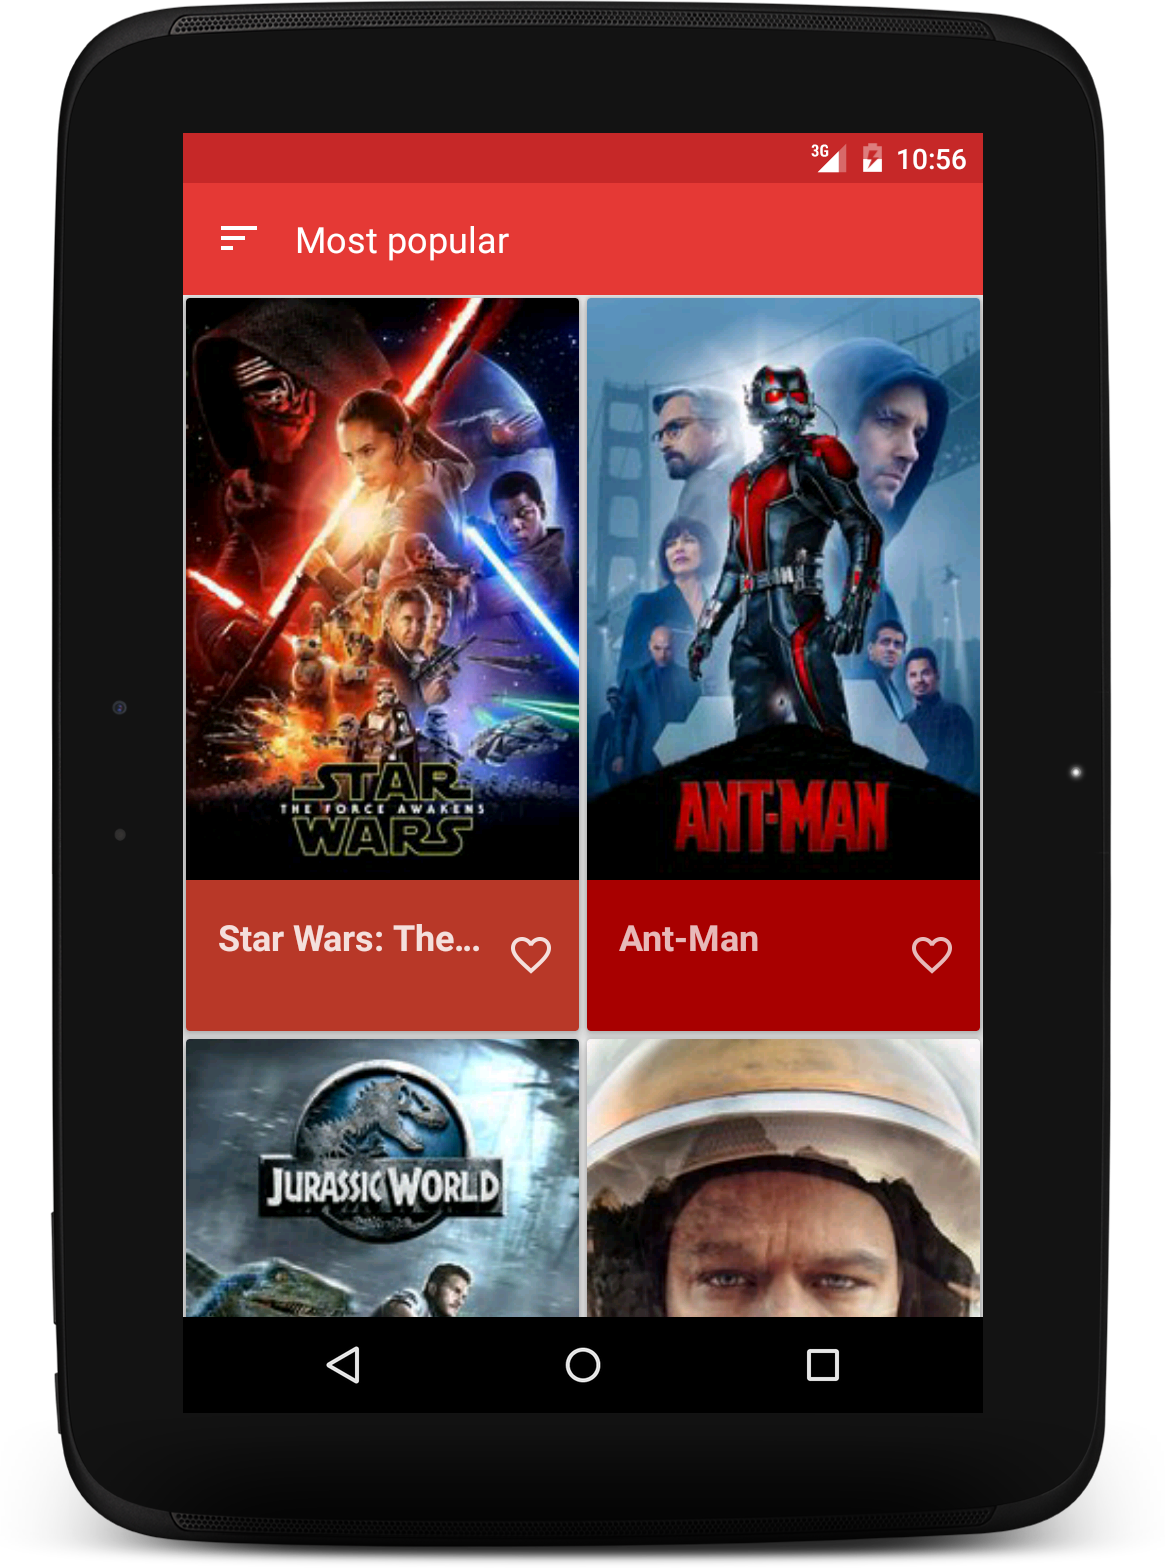 3G 10:56
Most popular
STAR
THE FORCE AWAKENS
WARS
ANT-MAN
Star Wars: The...
Ant-Man
JURASSIC WORLD